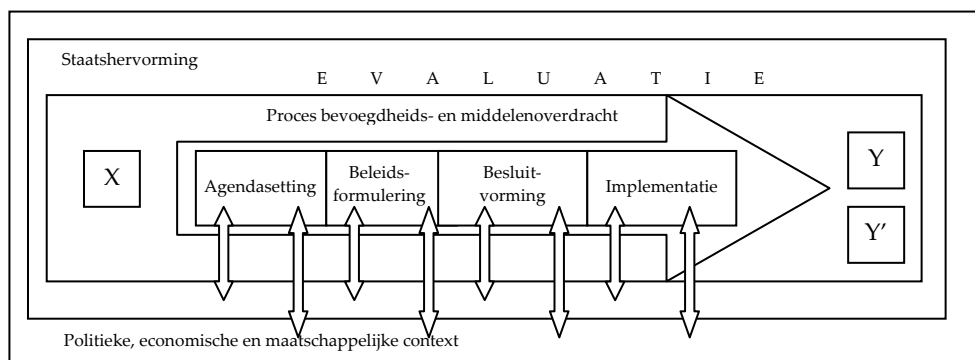 Staatshervorming
E V A L U A T I E
Proces bevoegdheids- en middelenoverdracht
X
Agendasetting
Beleids-
formulering
Besluit-
vorming
Implementatie
Y
Y'
Politieke, economische en maatschappelijke context